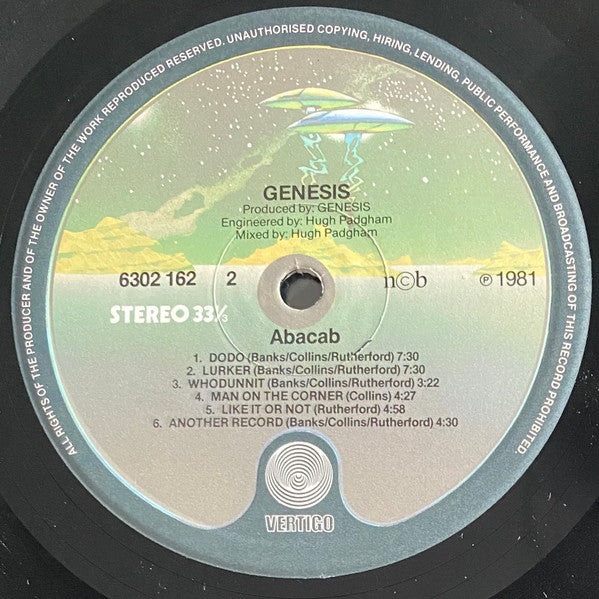 ALL RIGHTS OF THE PRODUCER AND OF THE OWNER OF THE WORK REPRODUCED RESERVED. UNAUTHORISED COPYING, HIRING, LENDING, PUBLIC PERFORMANCE AND BROADCASTING OF THIS RECORD PROHIBITED.
GENESIS
Produced by: GENESIS
Engineered by: Hugh Padgham
Mixed by: Hugh Padgham
6302 162 2 n©b ℗ 1981
STEREO 33⅓
Abacab
1. DODO (Banks/Collins/Rutherford) 7:30
2. LURKER (Banks/Collins/Rutherford) 7:30
3. WHODUNNIT (Banks/Collins/Rutherford) 3:22
4. MAN ON THE CORNER (Collins) 4:27
5. LIKE IT OR NOT (Rutherford) 4:58
6. ANOTHER RECORD (Banks/Collins/Rutherford) 4:30
VERTIGO